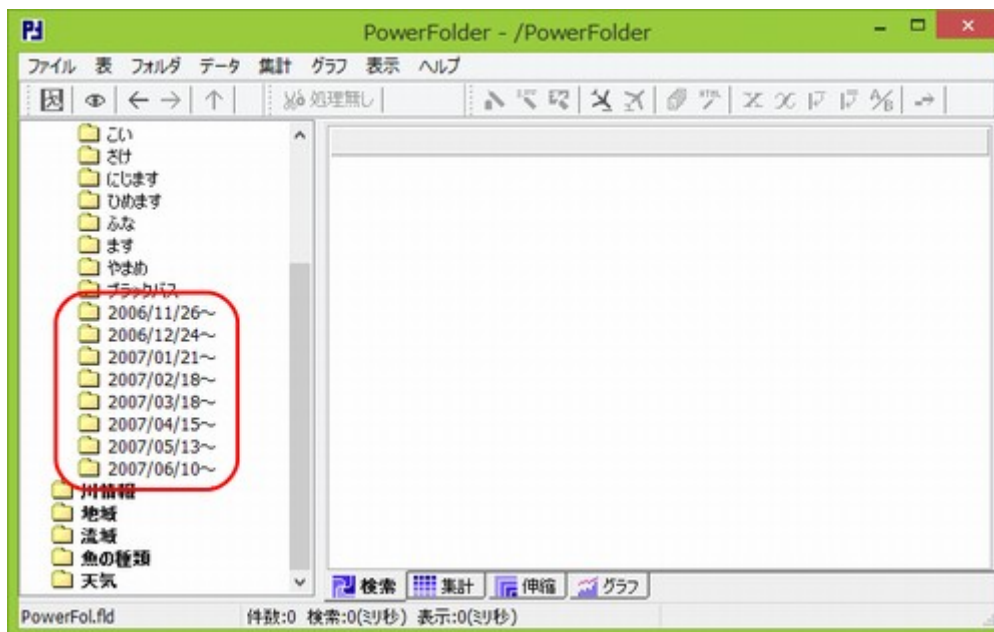 PowerFolder - /PowerFolder
ファイル 表 フォルダ データ 集計 グラフ 表示 ヘルプ
処理無し
こい
さけ
にじます
ひめます
ふな
ます
やまめ
ブラックバス
2006/11/26～
2006/12/24～
2007/01/21～
2007/02/18～
2007/03/18～
2007/04/15～
2007/05/13～
2007/06/10～
川情報
地域
流域
魚の種類
天気
検索 集計 伸縮 グラフ
PowerFol.fld 件数:0 検索:0(ミリ秒) 表示:0(ミリ秒)